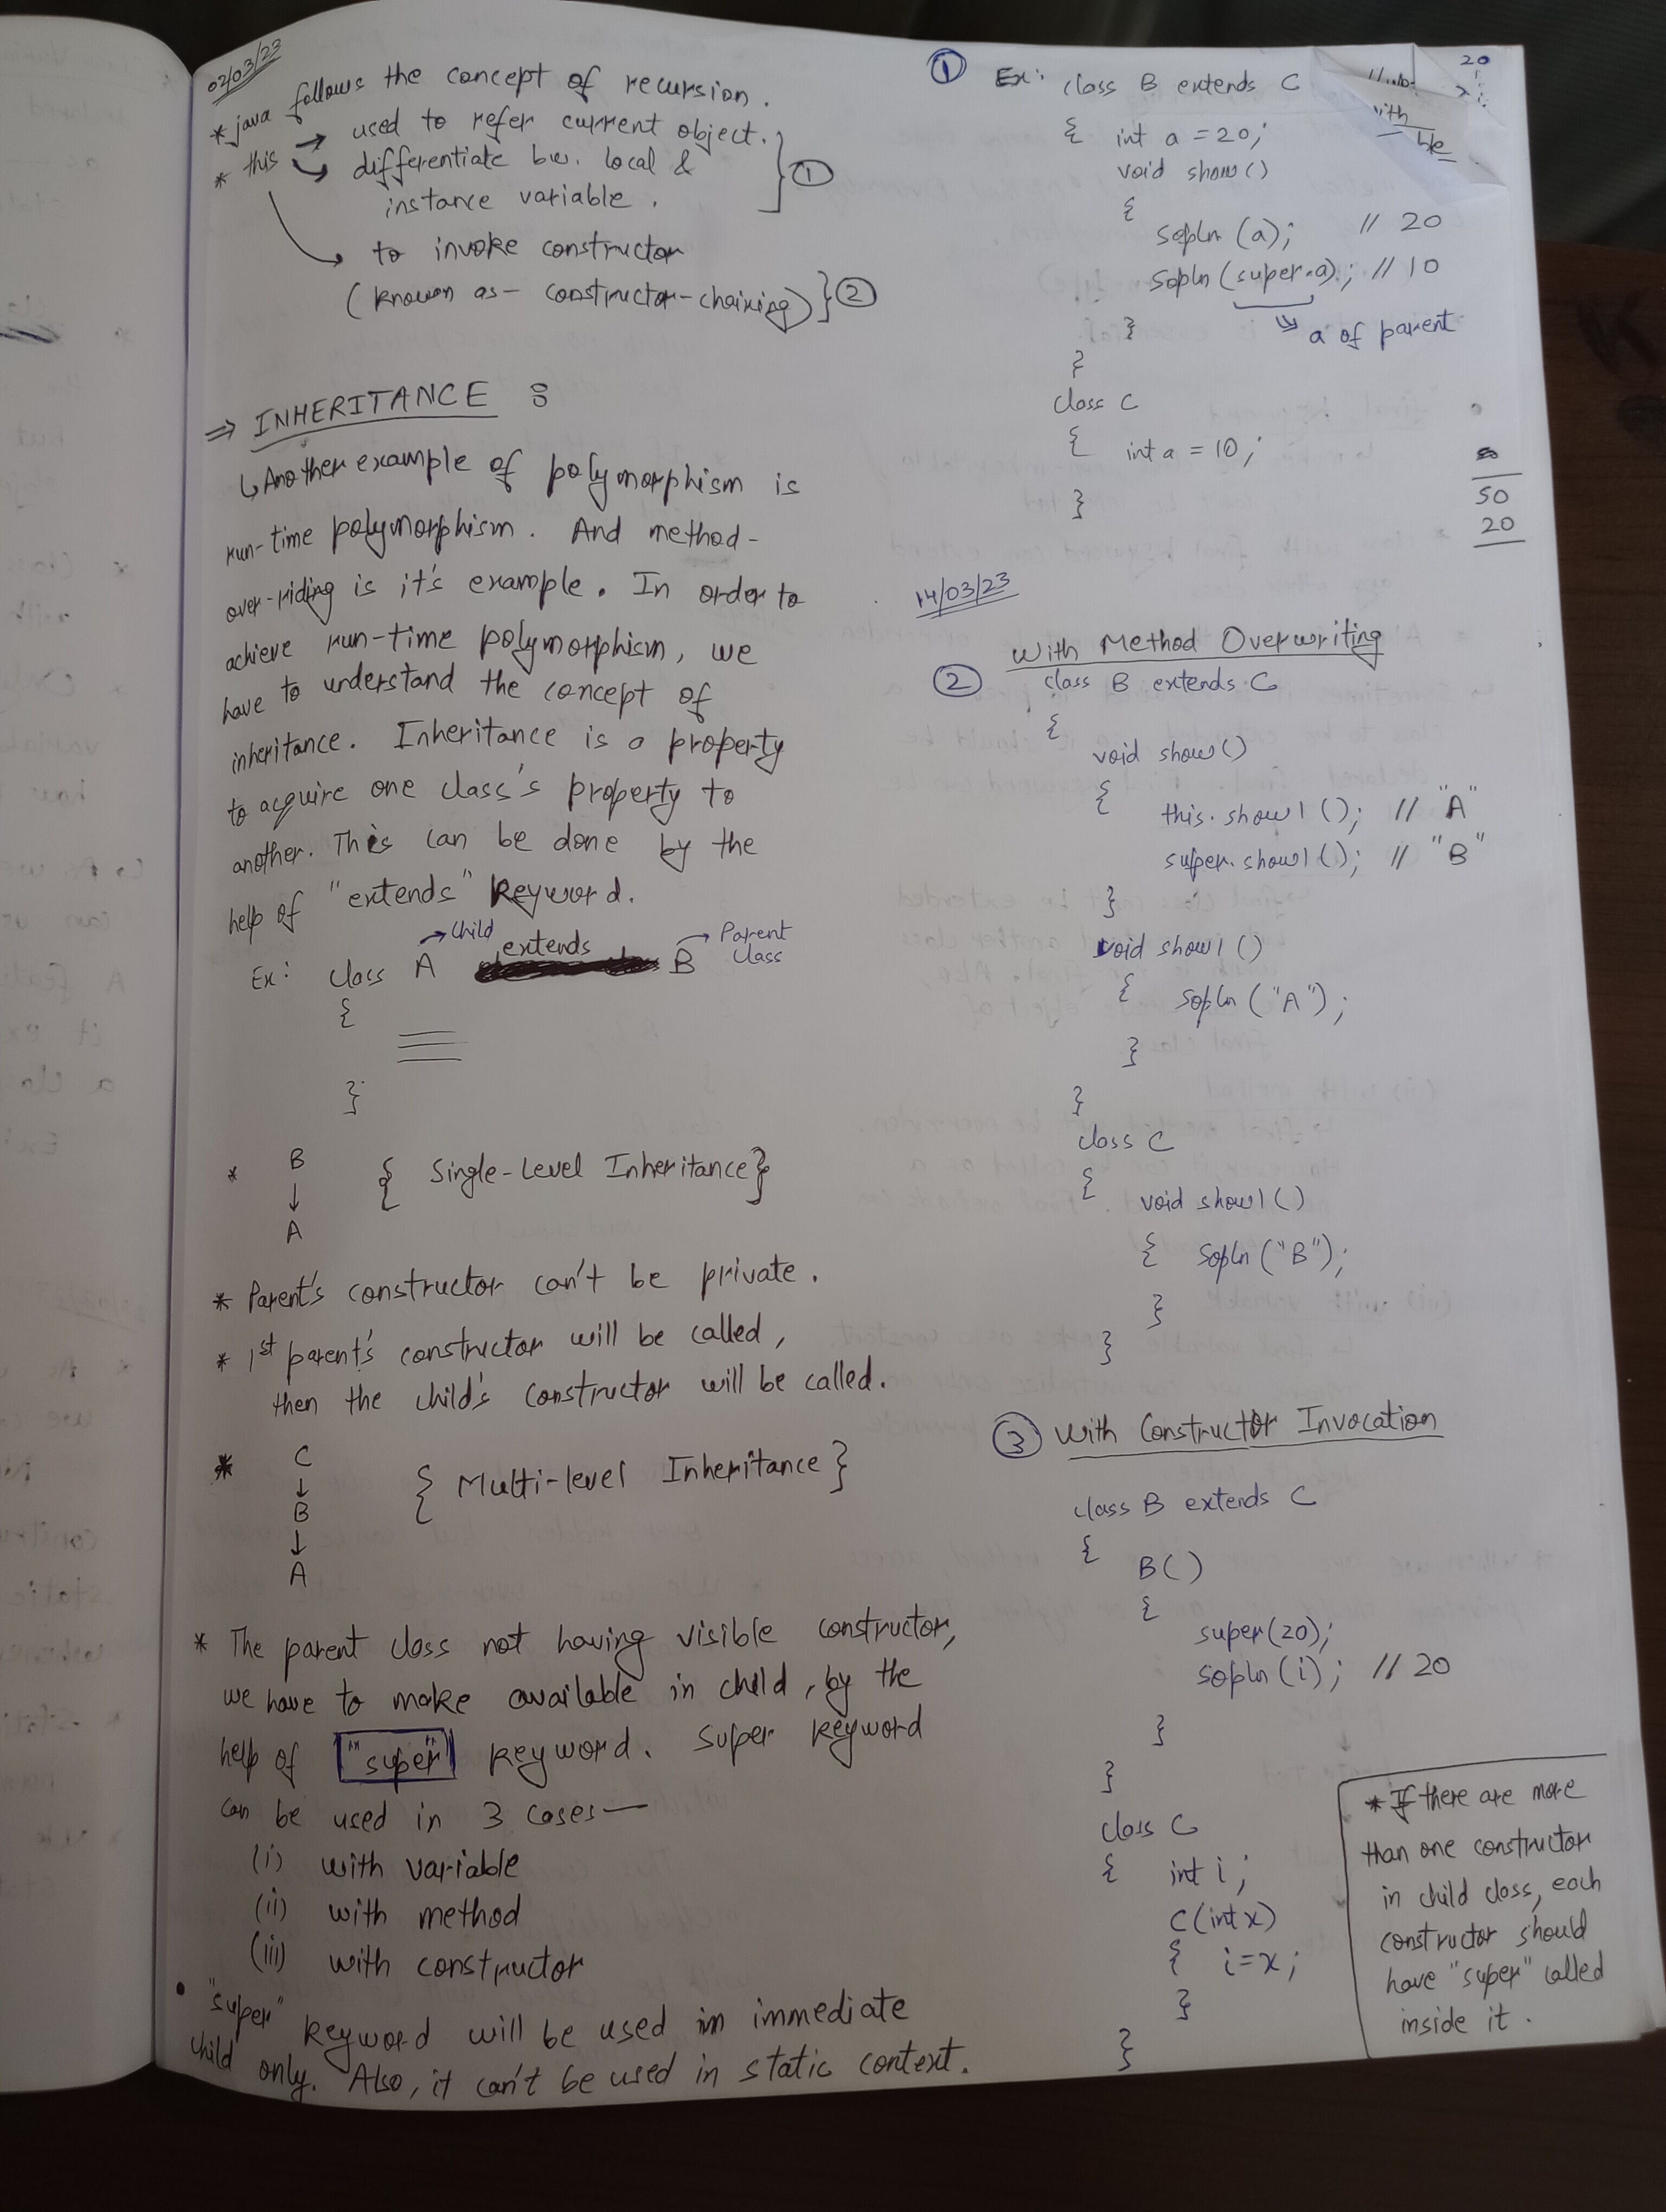 02/03/23
* java follows the concept of recursion.
* this → used to refer current object.
→ differentiate bw. local &
instance variable. } ①
→ to invoke constructor
(known as - constructor-chaining) } ②
⇒ INHERITANCE :
↳ Another example of polymorphism is
run-time polymorphism. And method-
over-riding is it's example. In order to
achieve run-time polymorphism, we
have to understand the concept of
inheritance. Inheritance is a property
to acquire one class's property to
another. This can be done by the
help of "extends" keyword.
→ Child → Parent Class
Ex: class A extends B
{
}
* B
↓ { Single-Level Inheritance }
A
* Parent's constructor can't be private.
* 1st parent's constructor will be called,
then the child's constructor will be called.
* C
↓ { Multi-level Inheritance }
B
↓
A
* The parent class not having visible constructor,
we have to make available in child, by the
help of "super" keyword. Super keyword
can be used in 3 cases—
(i) with variable
(ii) with method
(iii) with constructor
• "super" keyword will be used in immediate
child only. Also, it can't be used in static context.
① Ex: class B extends C
{ int a = 20;
void show()
{
sopln (a); // 20
sopln (super.a); // 10
⇒ a of parent
}
}
class C
{ int a = 10;
}
20
with
50
20
14/03/23
With Method Overwriting
② class B extends C
{
void show()
{
this.show1(); // "A"
super.show1(); // "B"
}
void show1()
{ sopln ("A");
}
}
class C
{ void show1()
{ sopln ("B");
}
}
③ With Constructor Invocation
class B extends C
{
B()
{
super(20);
sopln (i); // 20
}
}
class C
{ int i;
C(int x)
{ i=x;
}
}
* If there are more
than one constructor
in child class, each
constructor should
have "super" called
inside it.